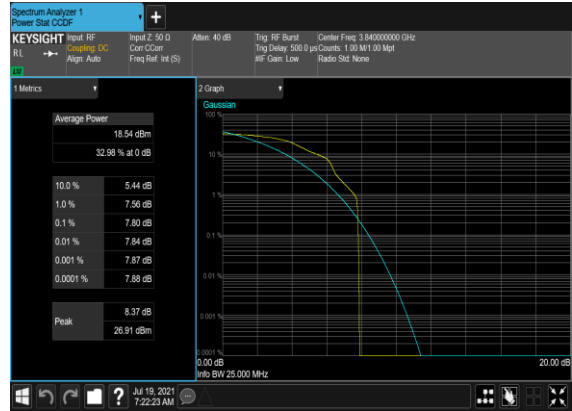 Spectrum Analyzer 1
Power Stat CCDF
KEYSIGHT
RL
Input: RF
Coupling: DC
Align: Auto
Input Z: 50 Ω
Corr CCorr
Freq Ref: Int (S)
Atten: 40 dB
Trig: RF Burst
Trig Delay: 500.0 µs
#IF Gain: Low
Center Freq: 3.840000000 GHz
Counts: 1.00 M/1.00 Mpt
Radio Std: None
1 Metrics
Average Power
18.54 dBm
32.98 % at 0 dB
10.0 % 5.44 dB
1.0 % 7.56 dB
0.1 % 7.80 dB
0.01 % 7.84 dB
0.001 % 7.87 dB
0.0001 % 7.88 dB
Peak
8.37 dB
26.91 dBm
2 Graph
Gaussian
100 %
10 %
1 %
0.1 %
0.01 %
0.001 %
0.0001 %
0.00 dB 20.00 dB
Info BW 25.000 MHz
?
Jul 19, 2021
7:22:23 AM